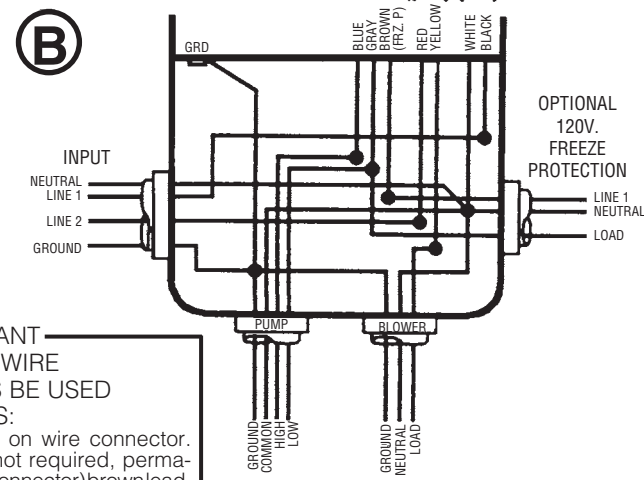 B
GRD
BLUE
GRAY
BROWN
(FRZ. P)
RED
YELLOW
WHITE
BLACK
OPTIONAL
120V.
FREEZE
PROTECTION
INPUT
NEUTRAL
LINE 1
LINE 2
GROUND
LINE 1
NEUTRAL
LOAD
PUMP
BLOWER
GROUND
COMMON
HIGH
LOW
GROUND
NEUTRAL
LOAD
ANT
WIRE
BE USED
S:
on wire connector.
not required, perma-